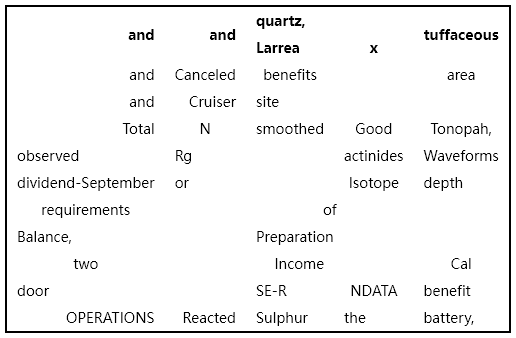 and and quartz, Larrea x tuffaceous
and Canceled benefits area
and Cruiser site
Total N smoothed Good Tonopah,
observed Rg actinides Waveforms
dividend-September or Isotope depth
requirements of
Balance, Preparation
two Income Cal
door SE-R NDATA benefit
OPERATIONS Reacted Sulphur the battery,